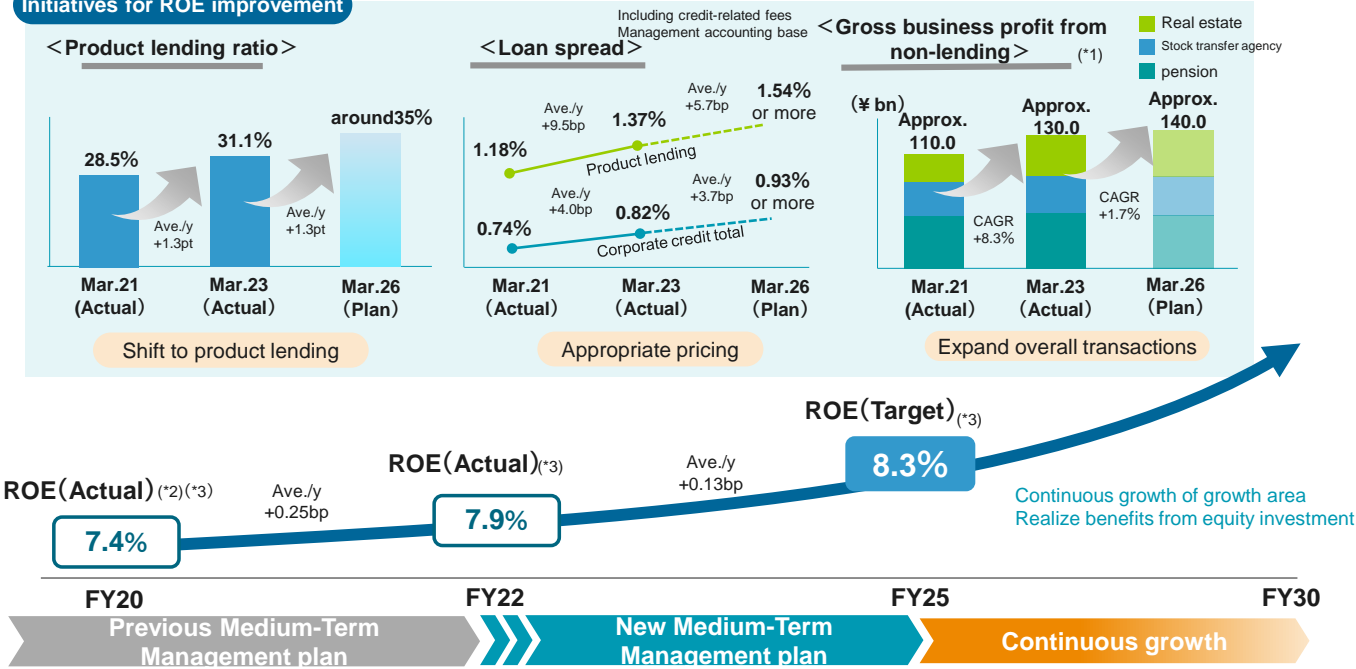 Initiatives for ROE improvement
＜Product lending ratio＞
28.5%
31.1%
around35%
Ave./y
+1.3pt
Ave./y
+1.3pt
Mar.21
(Actual）
Mar.23
（Actual）
Mar.26
（Plan）
Shift to product lending
Including credit-related fees
Management accounting base
＜Loan spread＞
1.18%
Ave./y
+9.5bp
1.37%
Ave./y
+5.7bp
1.54%
or more
Product lending
0.74%
Ave./y
+4.0bp
0.82%
Ave./y
+3.7bp
0.93%
or more
Corporate credit total
Mar.21
（Actual）
Mar.23
（Actual）
Mar.26
（Plan）
Appropriate pricing
＜Gross business profit from
non-lending＞ (*1)
Real estate
Stock transfer agency
pension
（¥ bn）
Approx.
110.0
Approx.
130.0
Approx.
140.0
CAGR
+8.3%
CAGR
+1.7%
Mar.21
（Actual）
Mar.23
（Actual）
Mar.26
（Plan）
Expand overall transactions
ROE（Actual）(*2)(*3)
7.4%
Ave./y
+0.25bp
ROE（Actual）(*3)
7.9%
Ave./y
+0.13bp
ROE（Target）(*3)
8.3%
Continuous growth of growth area
Realize benefits from equity investment
FY20
FY22
FY25
FY30
Previous Medium-Term
Management plan
New Medium-Term
Management plan
Continuous growth